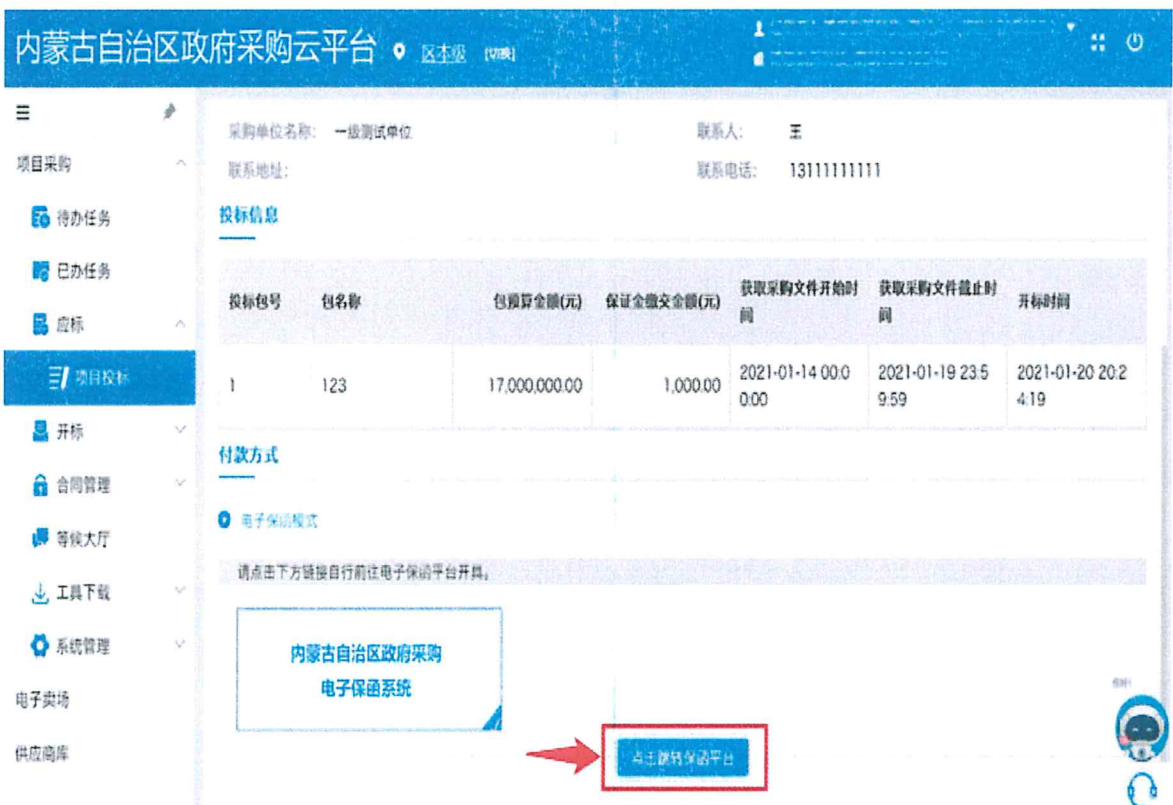 内蒙古自治区政府采购云平台 区本级 [切换]
采购单位名称: 一级测试单位 联系人: 王
项目采购
联系地址: 联系电话: 13111111111
待办任务
投标信息
已办任务
投标包号 包名称 包预算金额(元) 保证金缴交金额(元) 获取采购文件开始时间 获取采购文件截止时间 开标时间
应标
项目投标
1 123 17,000,000.00 1,000.00 2021-01-14 00:00:00 2021-01-19 23:59:59 2021-01-20 20:24:19
开标
付款方式
合同管理
电子保函模式
等候大厅
请点击下方链接自行前往电子保函平台开具。
工具下载
系统管理
内蒙古自治区政府采购
电子保函系统
电子卖场
供应商库
点击跳转保函平台